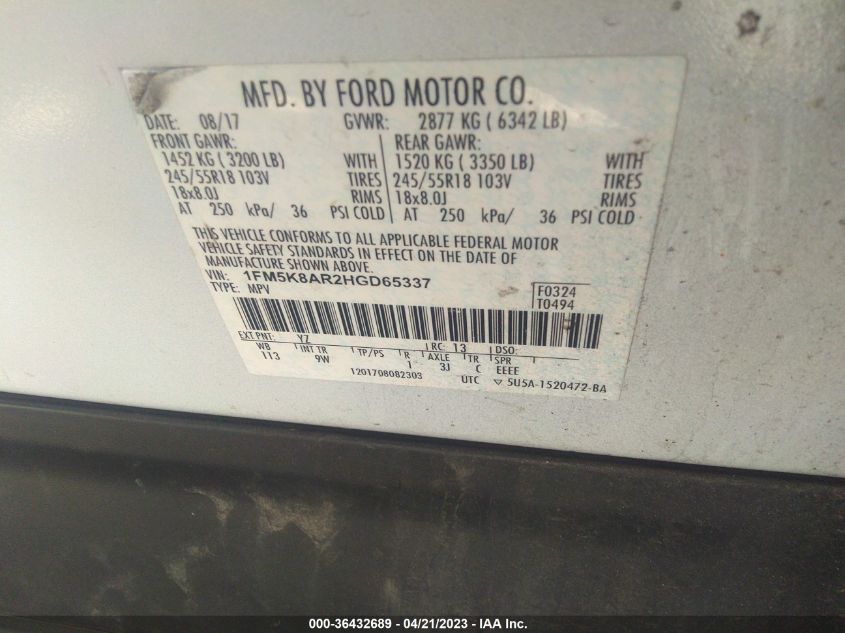 MFD. BY FORD MOTOR CO.
DATE: 08/17 GVWR: 2877 KG ( 6342 LB)
FRONT GAWR: REAR GAWR:
1452 KG ( 3200 LB) WITH 1520 KG ( 3350 LB) WITH
245/55R18 103V TIRES 245/55R18 103V TIRES
18x8.0J RIMS 18x8.0J RIMS
AT 250 kPa/ 36 PSI COLD AT 250 kPa/ 36 PSI COLD
THIS VEHICLE CONFORMS TO ALL APPLICABLE FEDERAL MOTOR
VEHICLE SAFETY STANDARDS IN EFFECT ON THE DATE OF
MANUFACTURE SHOWN ABOVE.
VIN: 1FM5K8AR2HGD65337 F0324
TYPE: MPV T0494
EXT PNT: YZ RC: 13 DSO:
WB INT TR TP/PS R AXLE TR SPR
113 9W 1 3J C EEEE
1201708082303 UTC ▽ 5U5A-1520472-BA
000-36432689 - 04/21/2023 - IAA Inc.